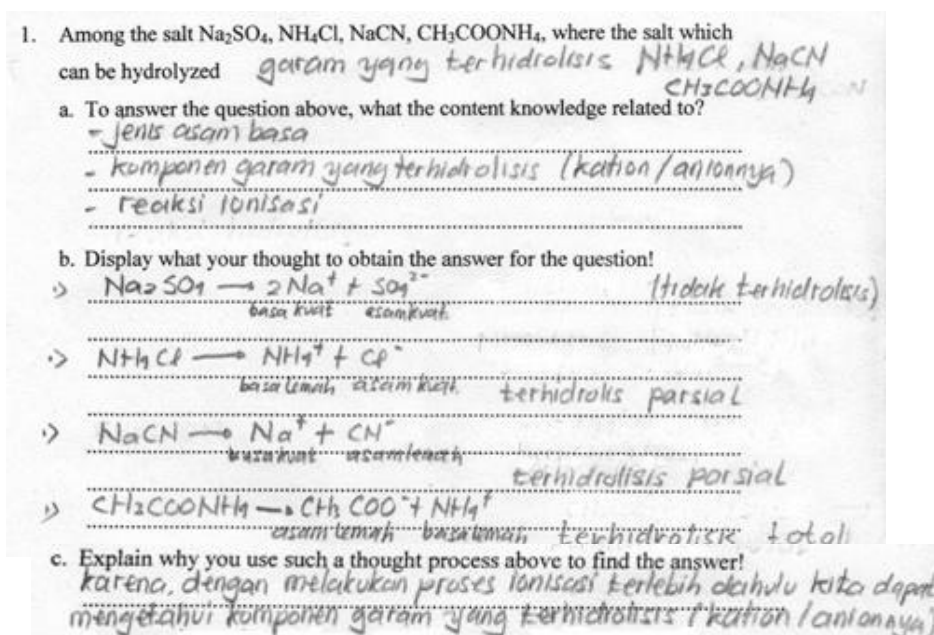 1. Among the salt Na₂SO₄, NH₄Cl, NaCN, CH₃COONH₄, where the salt which
can be hydrolyzed garam yang terhidrolisis NH₄Cl, NaCN
CH₃COONH₄
a. To answer the question above, what the content knowledge related to?
- jenis asam basa
- komponen garam yang terhidrolisis (kation/anionnya)
- reaksi ionisasi
b. Display what your thought to obtain the answer for the question!
·> Na₂SO₄ → 2 Na⁺ + SO₄²⁻ (tidak terhidrolisis)
basa kuat asam kuat
·> NH₄Cl → NH₄⁺ + Cl⁻
basa lemah asam kuat terhidrolis parsial
·> NaCN → Na⁺ + CN⁻
basa kuat asam lemah
terhidrolisis parsial
·> CH₃COONH₄ → CH₃COO⁻ + NH₄⁺
asam lemah basa lemah terhidrolisis total
c. Explain why you use such a thought process above to find the answer!
karena, dengan melakukan proses ionisasi terlebih dahulu kita dapat
mengetahui komponen garam yang terhidrolisis (kation/anionnya)